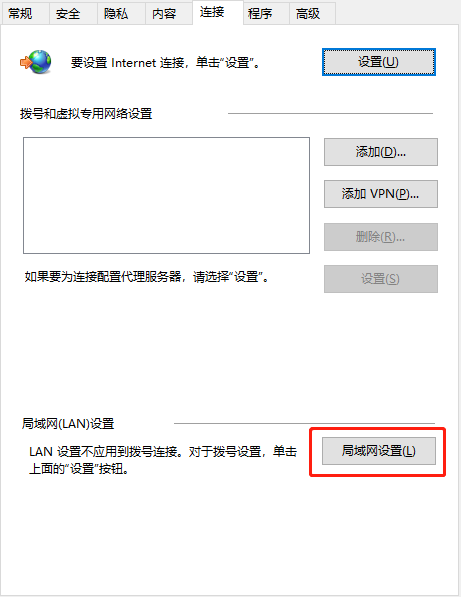 常规 安全 隐私 内容 连接 程序 高级
要设置 Internet 连接，单击“设置”。 设置(U)
拨号和虚拟专用网络设置
添加(D)...
添加 VPN(P)...
删除(R)...
如果要为连接配置代理服务器，请选择“设置”。 设置(S)
局域网(LAN)设置
LAN 设置不应用到拨号连接。对于拨号设置，单击
上面的“设置”按钮。
局域网设置(L)